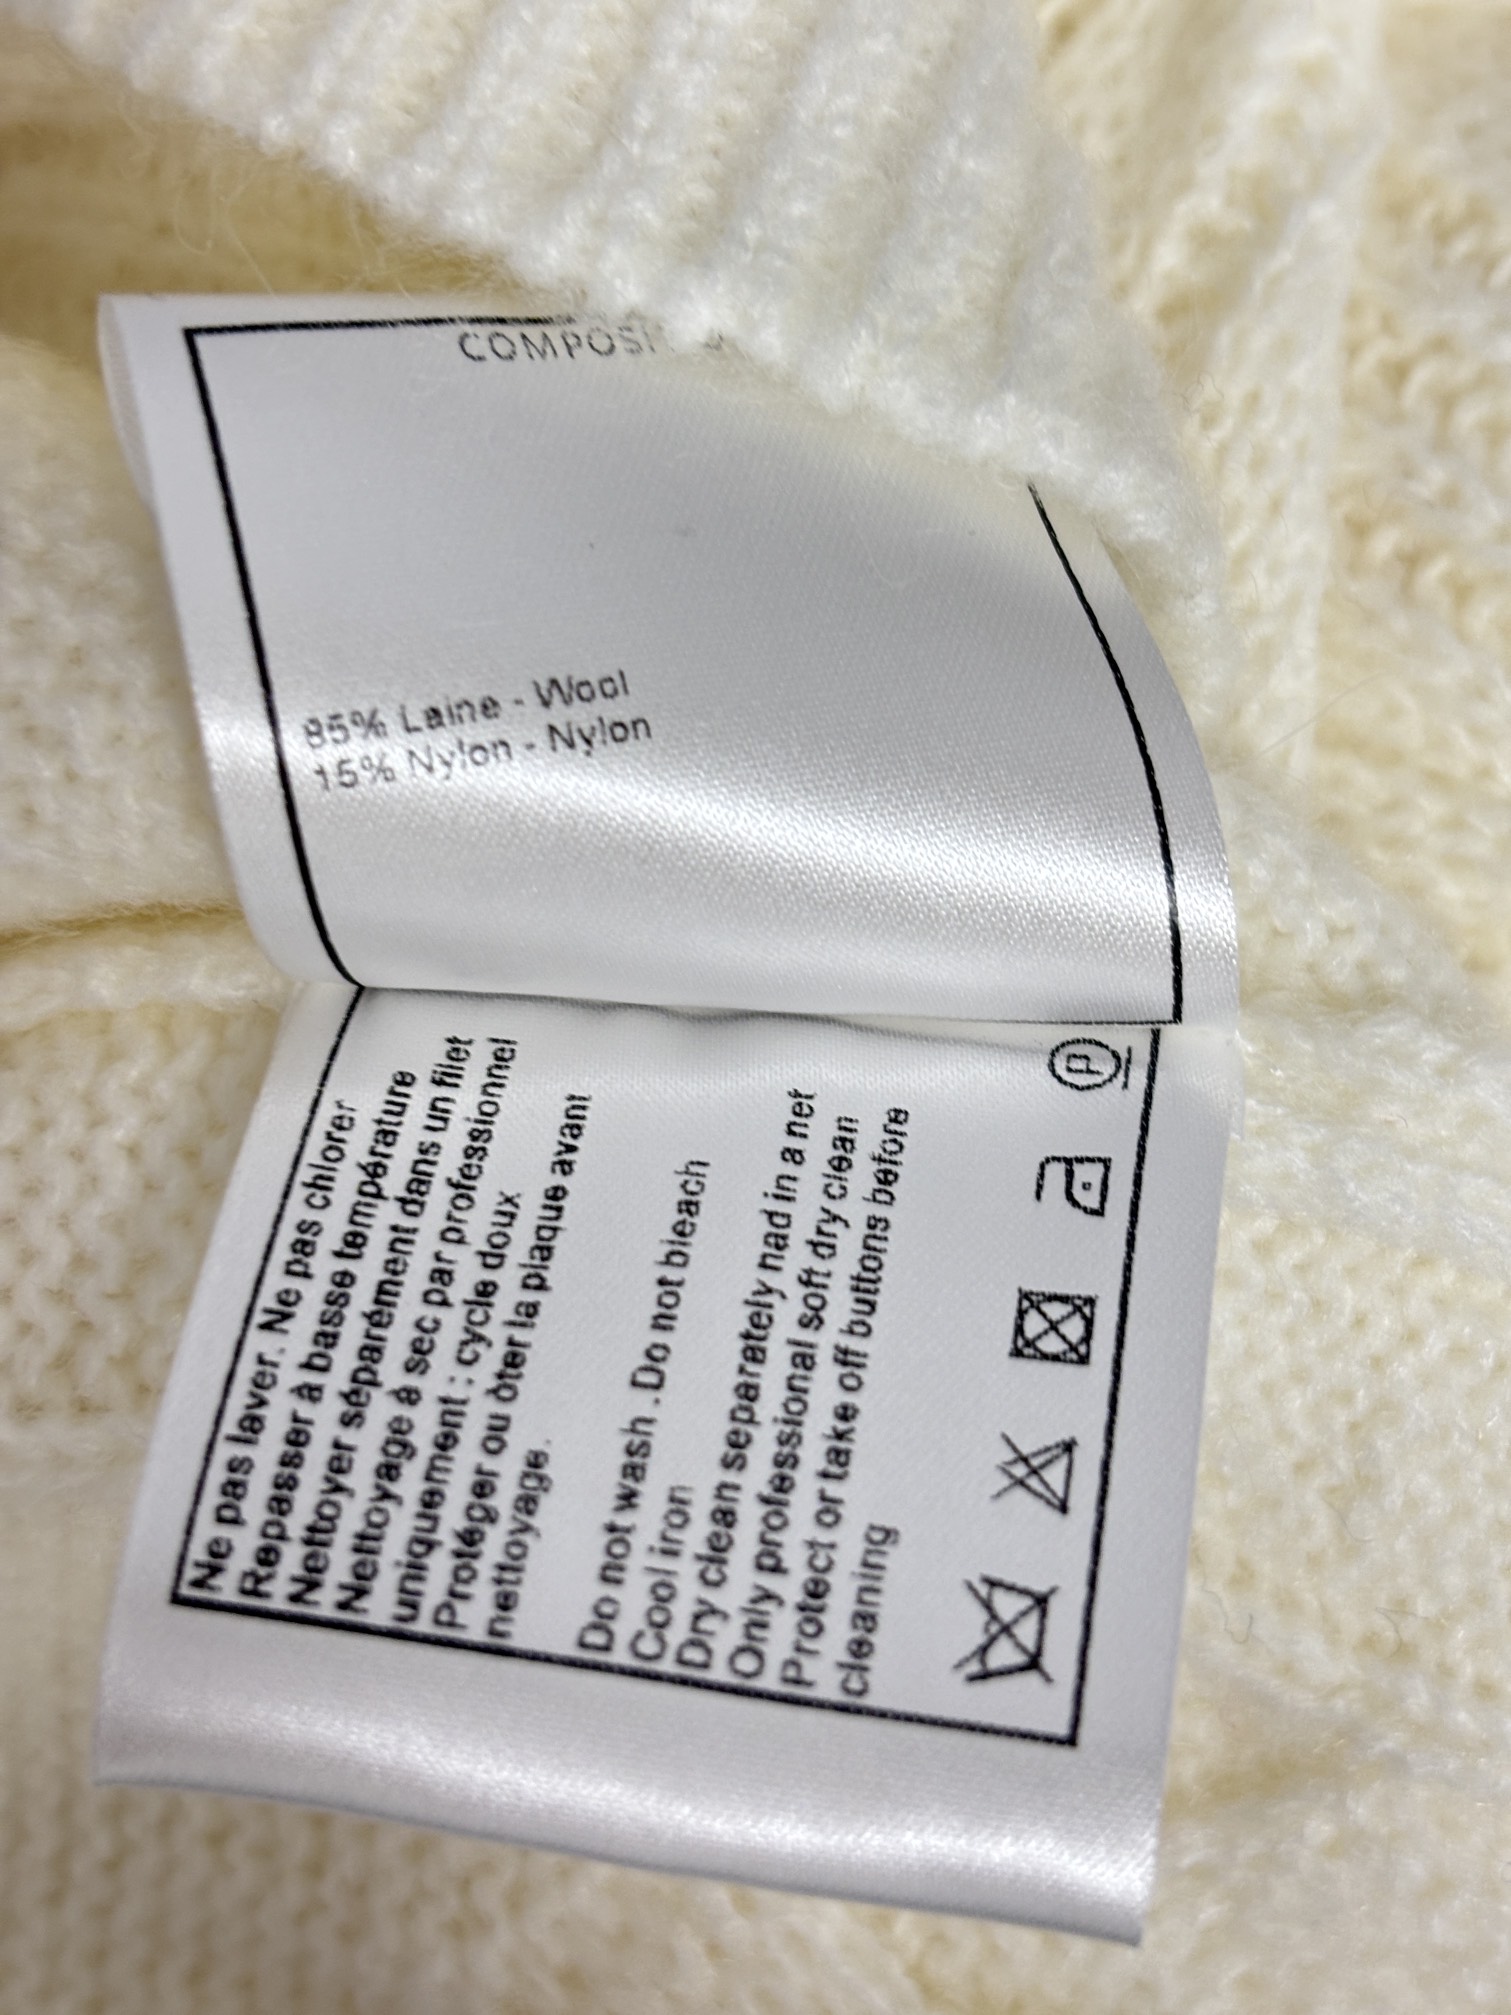 85% Laine - Wool
15% Nylon - Nylon
Ne pas laver. Ne pas chlorer
Repasser à basse température
Nettoyer séparément dans un filet
Nettoyage à sec par professionnel
uniquement : cycle doux
Protéger ou ôter la plaque avant
nettoyage.
Do not wash . Do not bleach
Cool iron
Dry clean separately nad in a net
Only professional soft dry clean
Protect or take off buttons before
cleaning
P